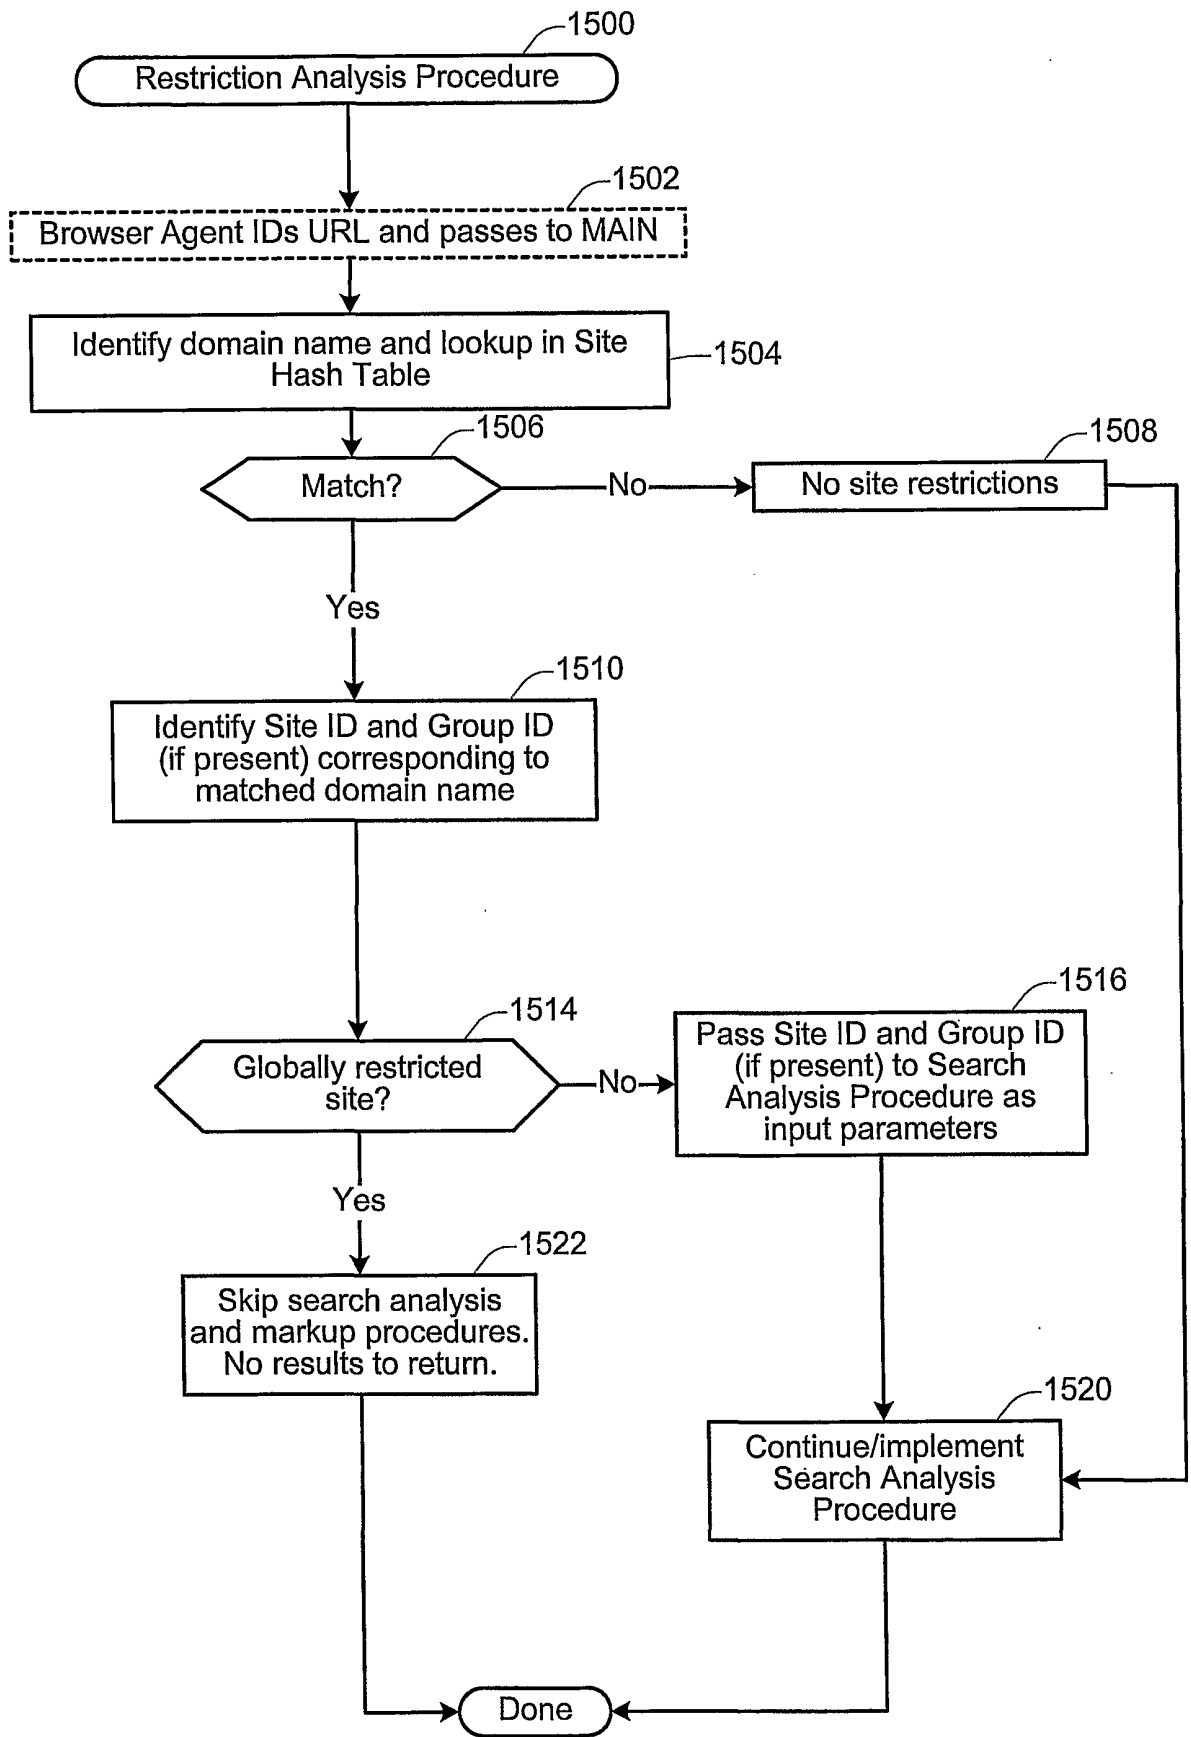 1500
Restriction Analysis Procedure
1502
Browser Agent IDs URL and passes to MAIN
Identify domain name and lookup in Site
Hash Table
1504
1506
Match?
No
1508
No site restrictions
Yes
1510
Identify Site ID and Group ID
(if present) corresponding to
matched domain name
1514
Globally restricted
site?
No
1516
Pass Site ID and Group ID
(if present) to Search
Analysis Procedure as
input parameters
Yes
1522
Skip search analysis
and markup procedures.
No results to return.
1520
Continue/implement
Search Analysis
Procedure
Done